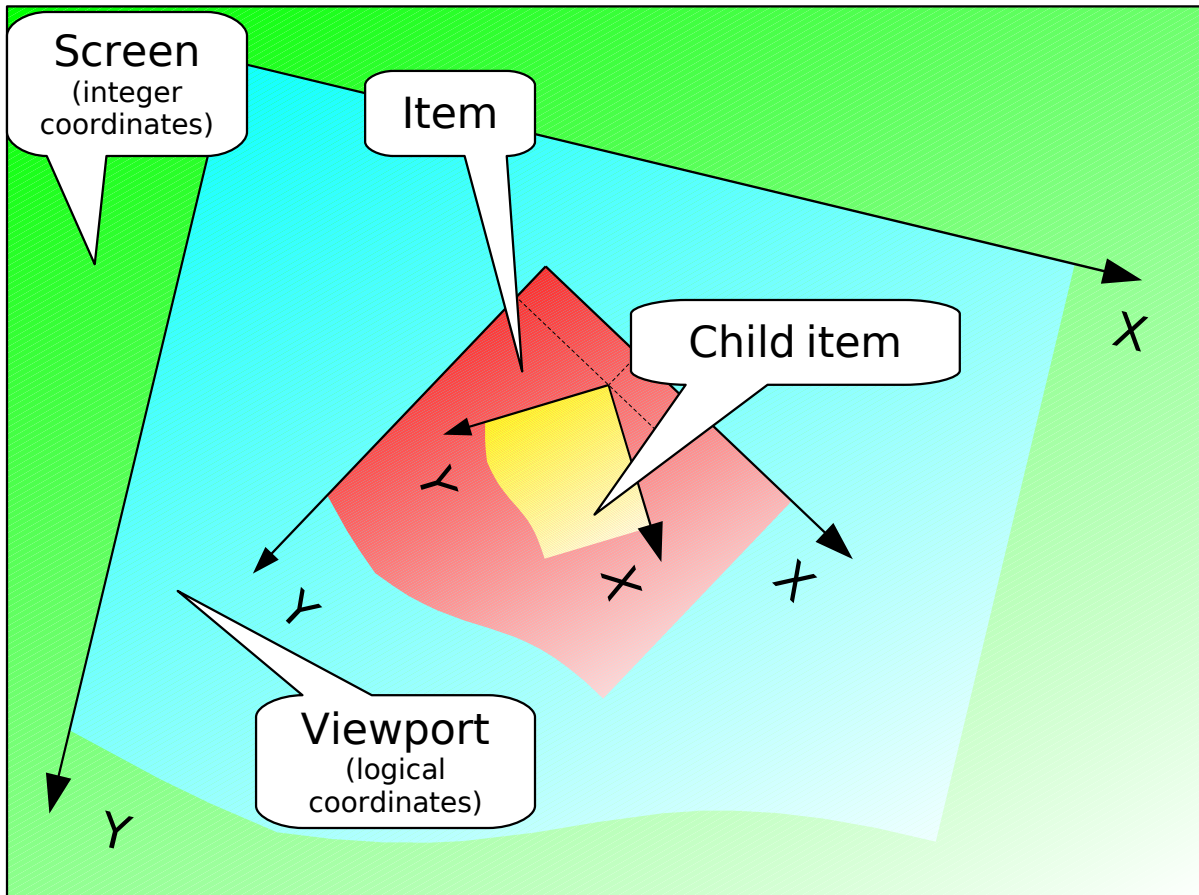 Screen
(integer
coordinates)
Item
Child item
X
Y
X
X
Y
Viewport
(logical
coordinates)
Y